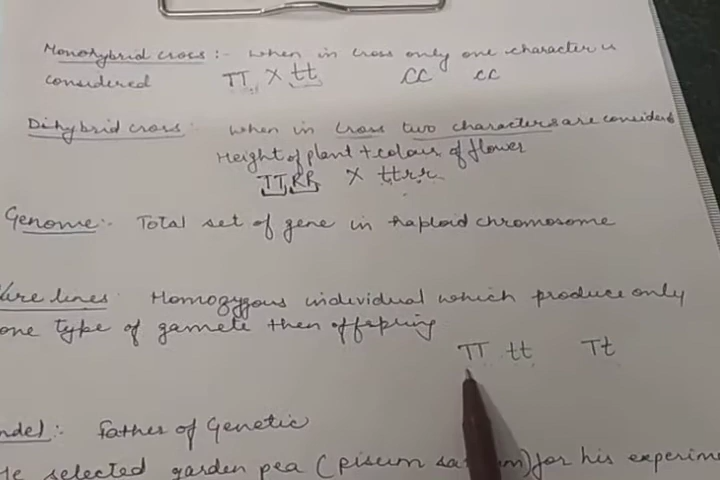 Monohybrid cross :- when in cross only one character is
considered TT X tt CC cc
Dihybrid cross when in cross two characters are considered
Height of plant + colour of flower
TTRR X ttrr
Genome :- Total set of gene in haploid chromosome
lines Homozygous individual which produce only
one type of gamete then offspring
TT tt Tt
ndel :- Father of Genetic
selected garden pea (pisum sa m) for his experim